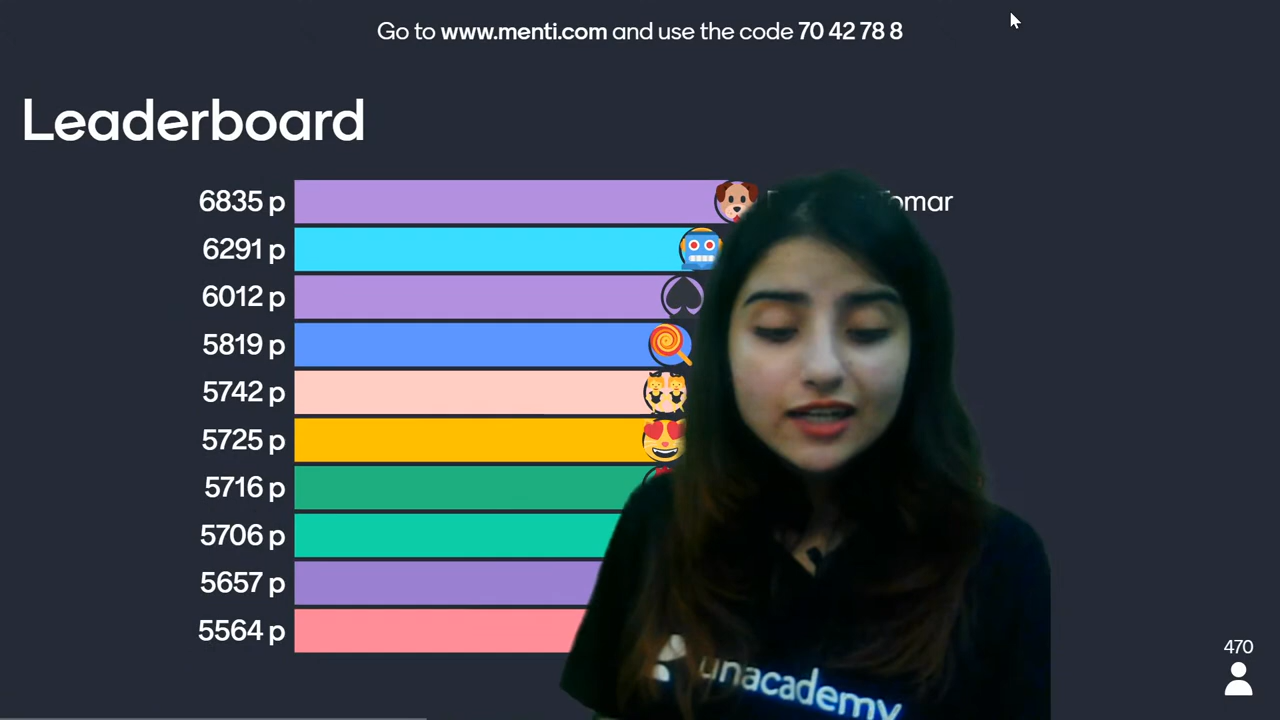 Go to www.menti.com and use the code 70 42 78 8
Leaderboard
6835 p
Tomar
6291 p
6012 p
5819 p
5742 p
5725 p
5716 p
5706 p
5657 p
5564 p
unacademy
470